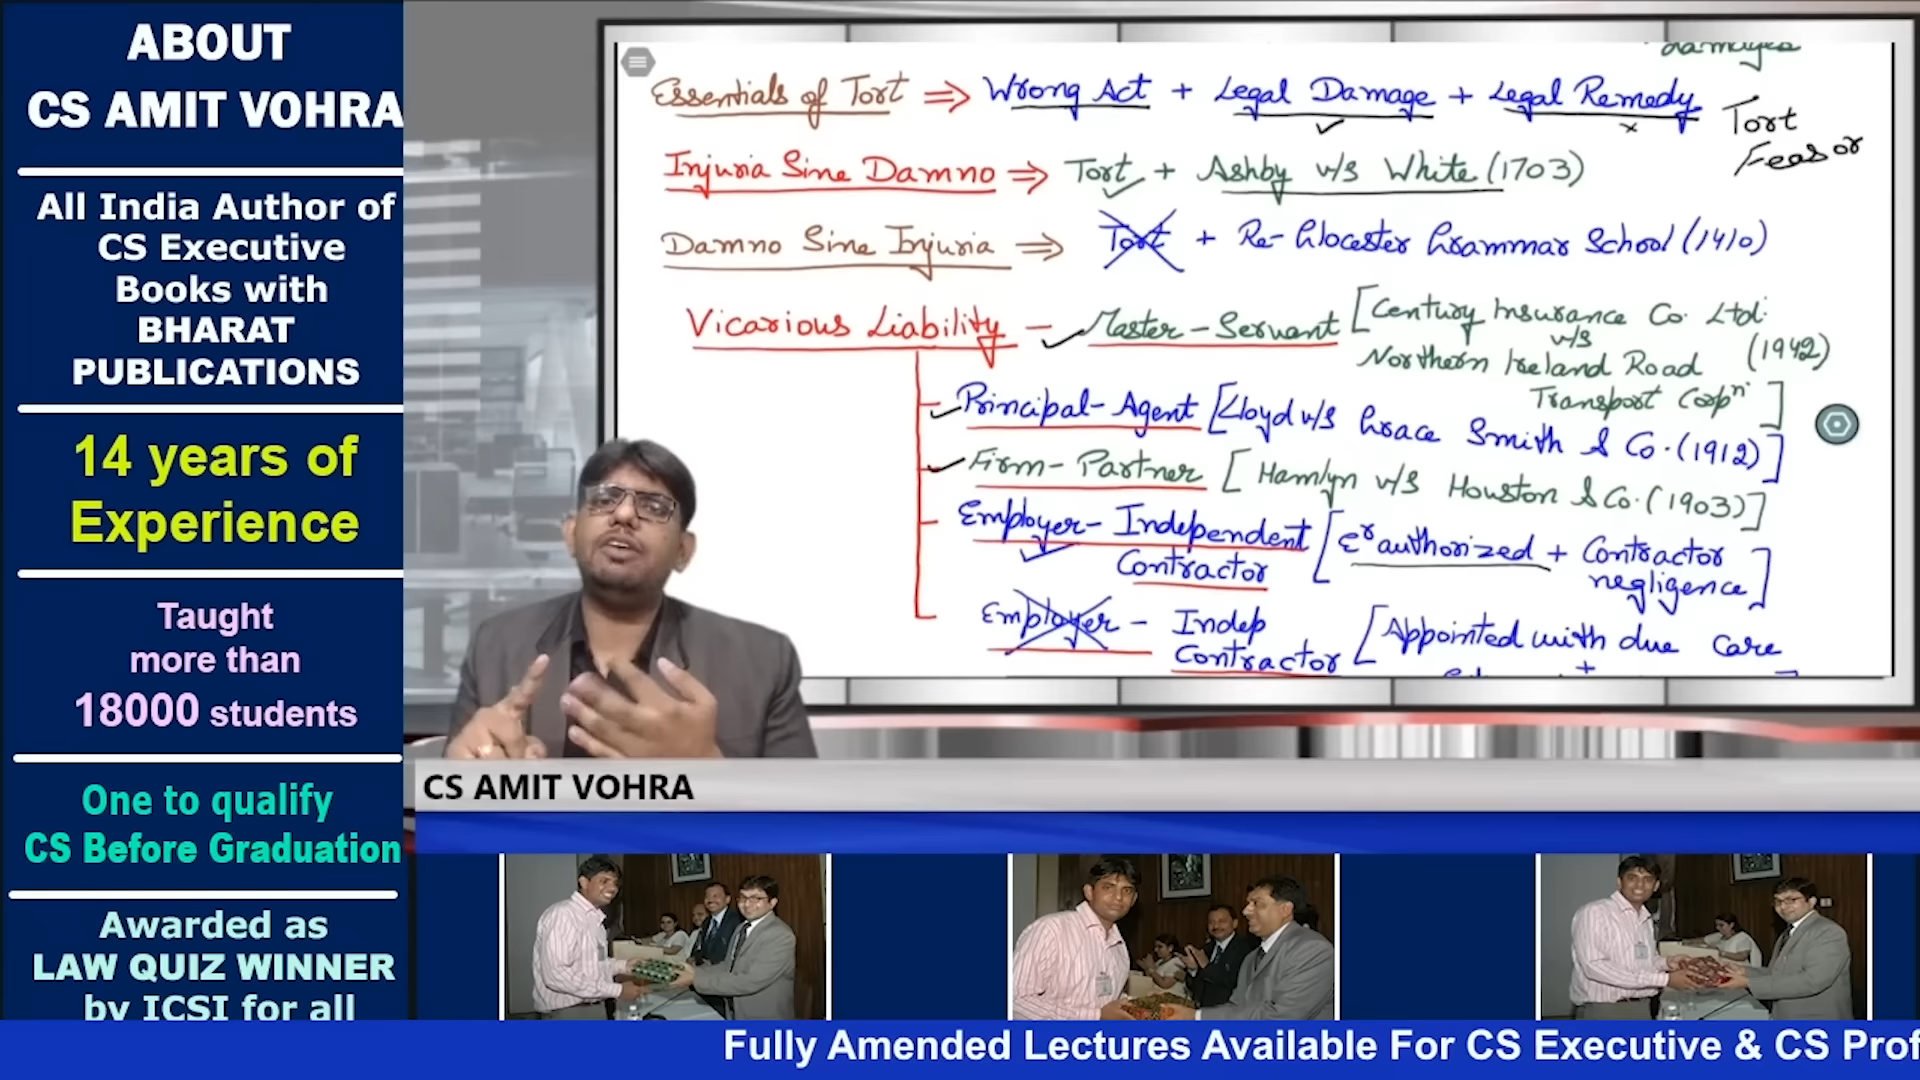 ABOUT
CS AMIT VOHRA
All India Author of
CS Executive
Books with
BHARAT
PUBLICATIONS
14 years of
Experience
Taught
more than
18000 students
One to qualify
CS Before Graduation
Awarded as
LAW QUIZ WINNER
by ICSI for all
Damages
Essentials of Tort ⇒ Wrong Act + Legal Damage + Legal Remedy
Tort
Feasor
Injuria Sine Damno ⇒ Tort + Ashby v/s White (1703)
Damno Sine Injuria ⇒ Tort + Re-Glocester Grammar School (1410)
Vicarious Liability - Master-Servant [Century Insurance Co. Ltd.
v/s
Northern Ireland Road (1942)
Transport Corpn]
Principal-Agent [Lloyd v/s Grace Smith & Co. (1912)]
Firm-Partner [Hamlyn v/s Houston & Co. (1903)]
Employer-Independent
Contractor
[Er authorized + Contractor
negligence]
Employer - Indep
Contractor
[Appointed with due care
+
CS AMIT VOHRA
Fully Amended Lectures Available For CS Executive & CS Prof